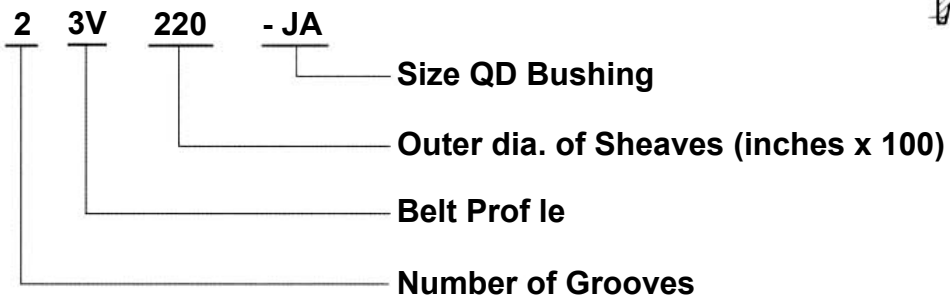 2 3V 220 - JA
Size QD Bushing
Outer dia. of Sheaves (inches x 100)
Belt Prof le
Number of Grooves